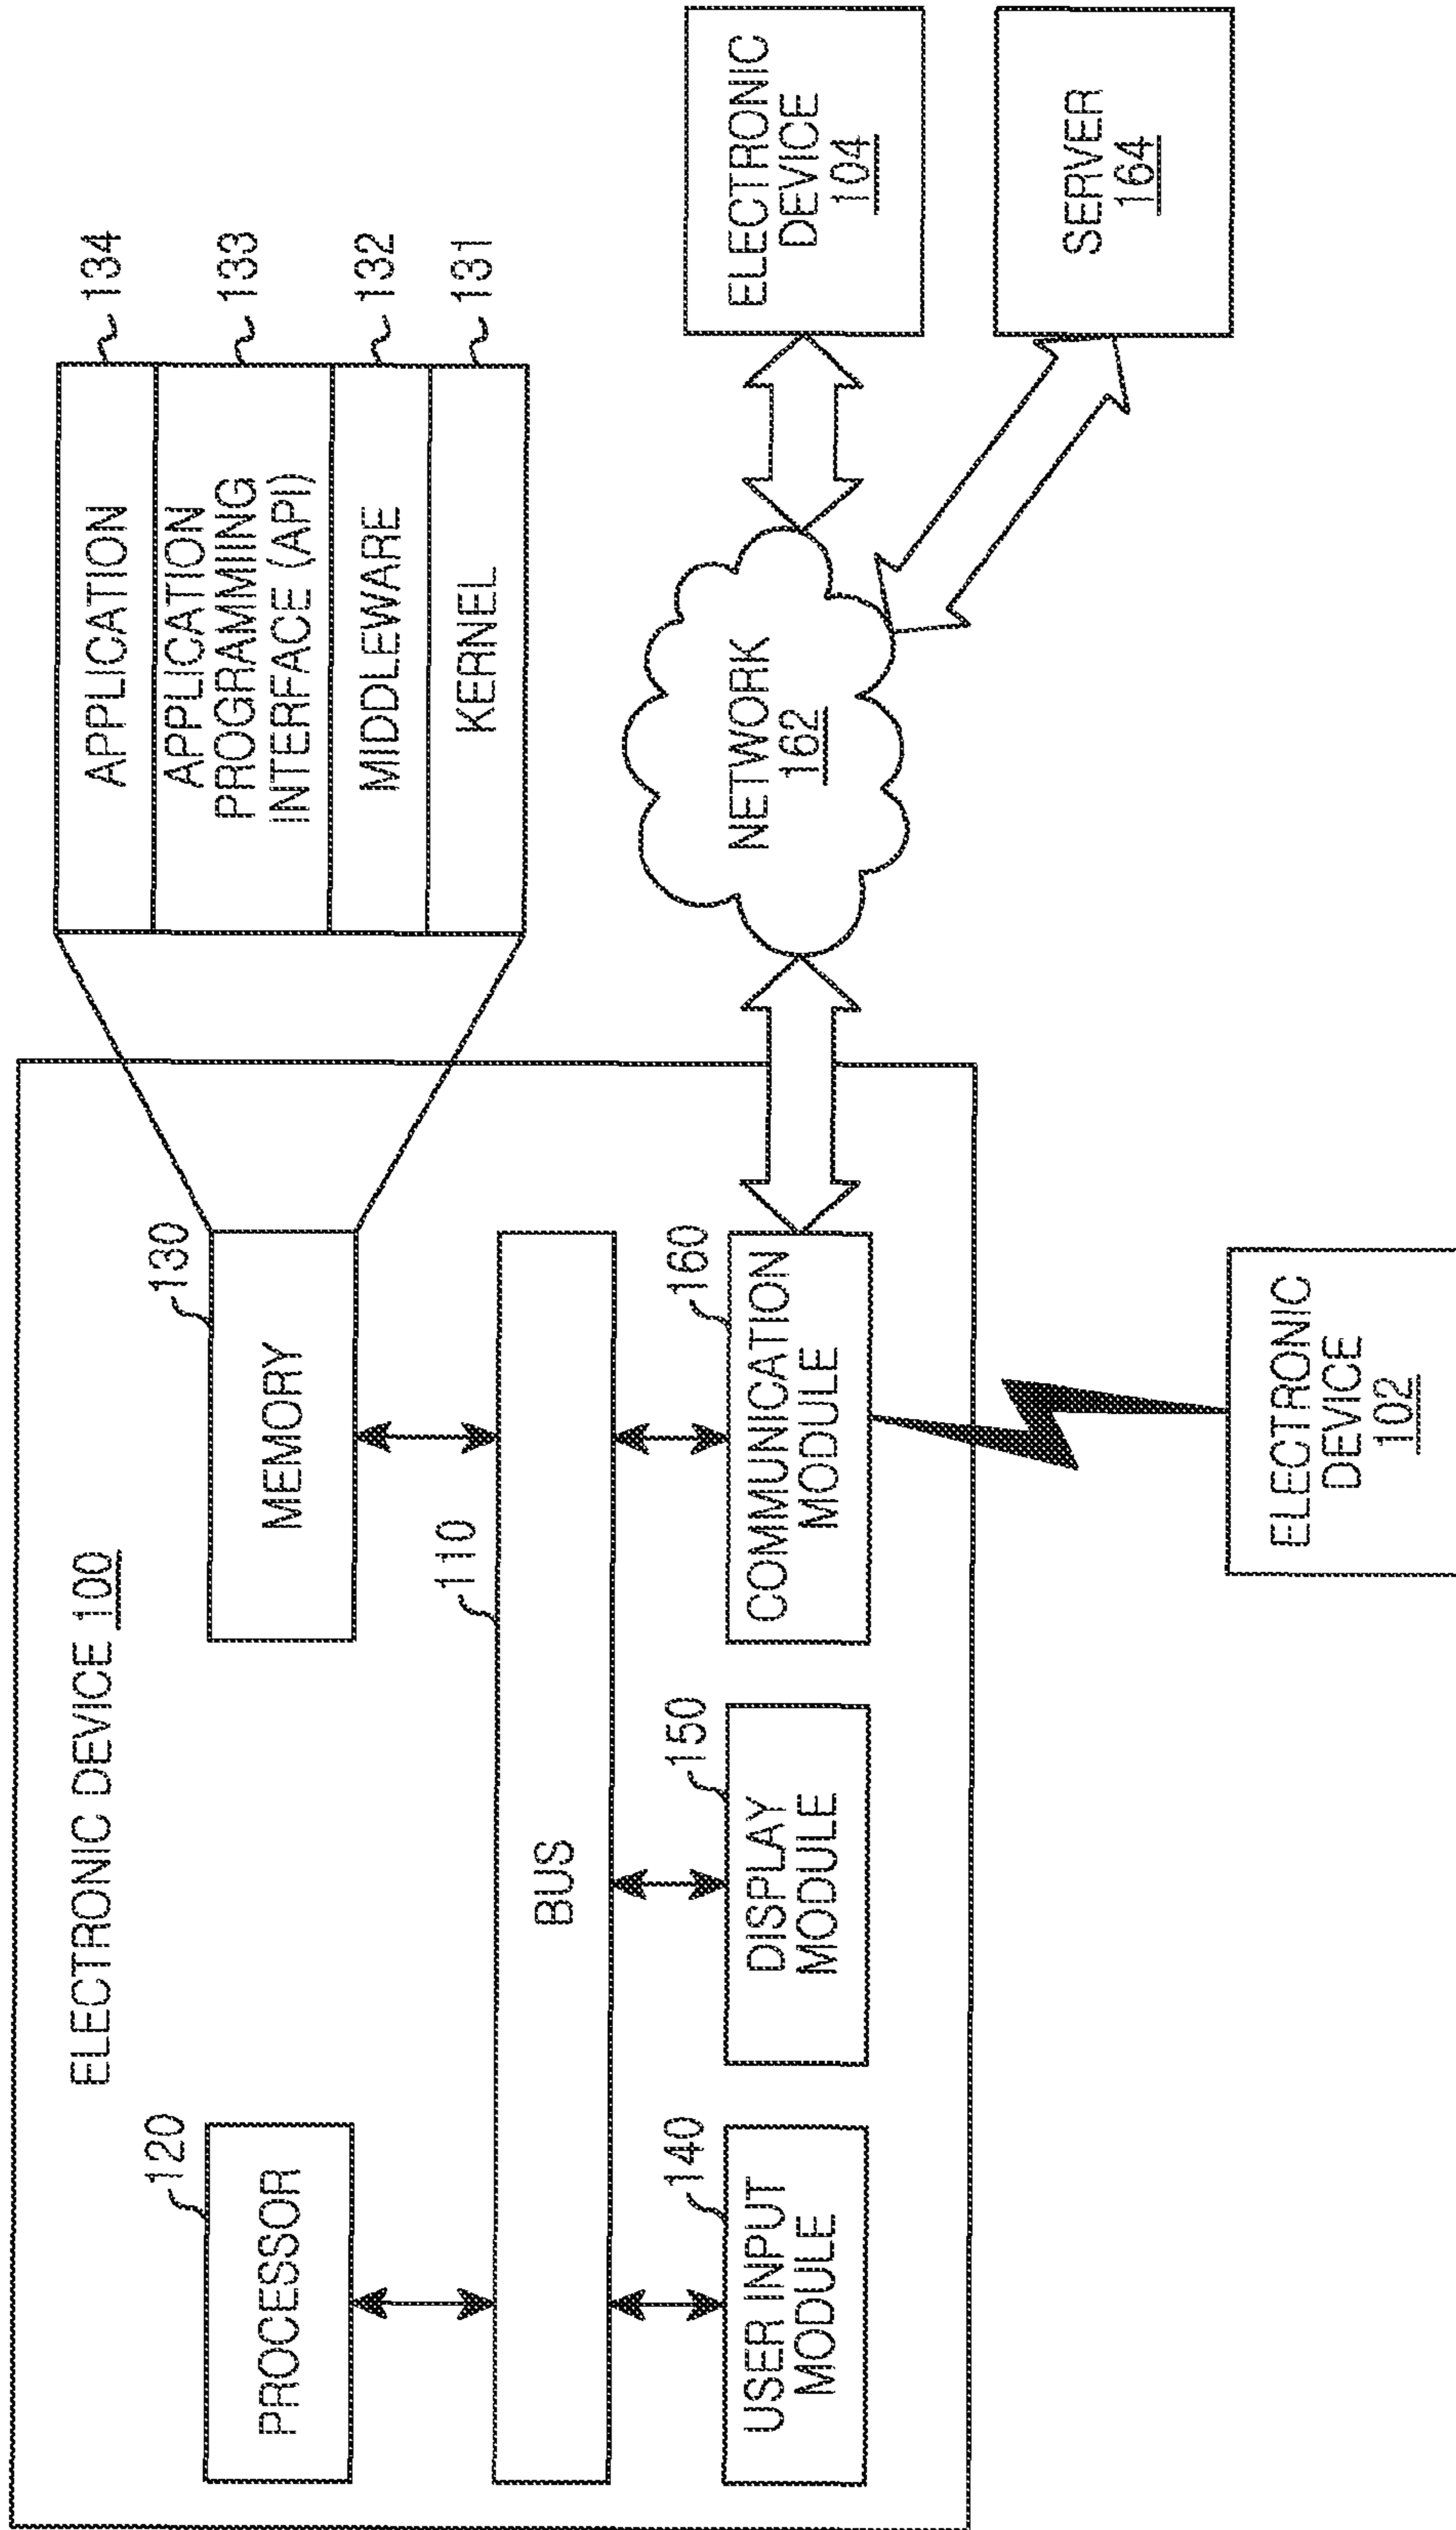 ELECTRONIC DEVICE 100
120
PROCESSOR
130
MEMORY
APPLICATION
134
APPLICATION
PROGRAMMING
INTERFACE (API)
133
MIDDLEWARE
132
KERNEL
131
110
BUS
140
USER INPUT
MODULE
150
DISPLAY
MODULE
160
COMMUNICATION
MODULE
NETWORK
162
ELECTRONIC
DEVICE
104
SERVER
164
ELECTRONIC
DEVICE
102